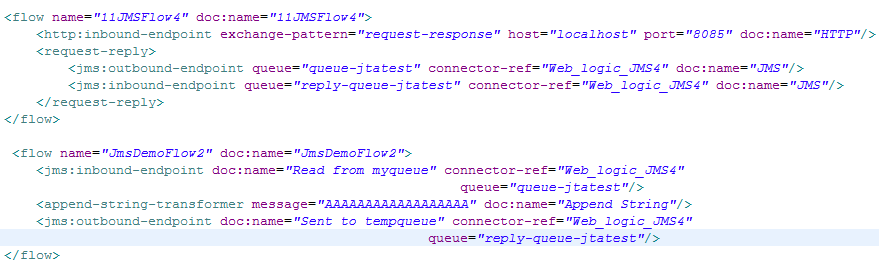 <flow name="11JMSFlow4" doc:name="11JMSFlow4">
<http:inbound-endpoint exchange-pattern="request-response" host="localhost" port="8085" doc:name="HTTP"/>
<request-reply>
<jms:outbound-endpoint queue="queue-jtatest" connector-ref="Web_logic_JMS4" doc:name="JMS"/>
<jms:inbound-endpoint queue="reply-queue-jtatest" connector-ref="Web_logic_JMS4" doc:name="JMS"/>
</request-reply>
</flow>
<flow name="JmsDemoFlow2" doc:name="JmsDemoFlow2">
<jms:inbound-endpoint doc:name="Read from myqueue" connector-ref="Web_logic_JMS4"
queue="queue-jtatest"/>
<append-string-transformer message="AAAAAAAAAAAAAAAAAA" doc:name="Append String"/>
<jms:outbound-endpoint doc:name="Sent to tempqueue" connector-ref="Web_logic_JMS4"
queue="reply-queue-jtatest"/>
</flow>